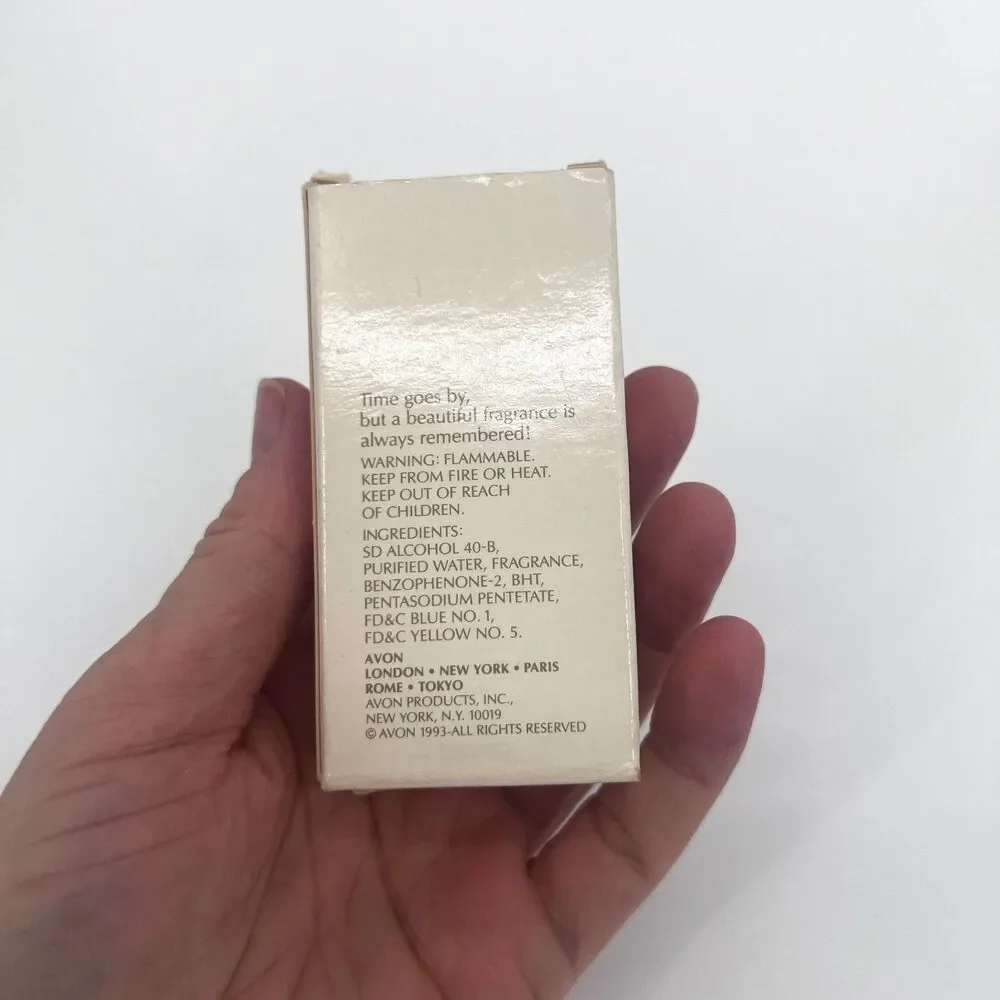 Time goes by,
but a beautiful fragrance is
always remembered!
WARNING: FLAMMABLE.
KEEP FROM FIRE OR HEAT.
KEEP OUT OF REACH
OF CHILDREN.
INGREDIENTS:
SD ALCOHOL 40-B,
PURIFIED WATER, FRAGRANCE,
BENZOPHENONE-2, BHT,
PENTASODIUM PENTETATE,
FD&C BLUE NO. 1,
FD&C YELLOW NO. 5.
AVON
LONDON • NEW YORK • PARIS
ROME • TOKYO
AVON PRODUCTS, INC.,
NEW YORK, N.Y. 10019
© AVON 1993-ALL RIGHTS RESERVED